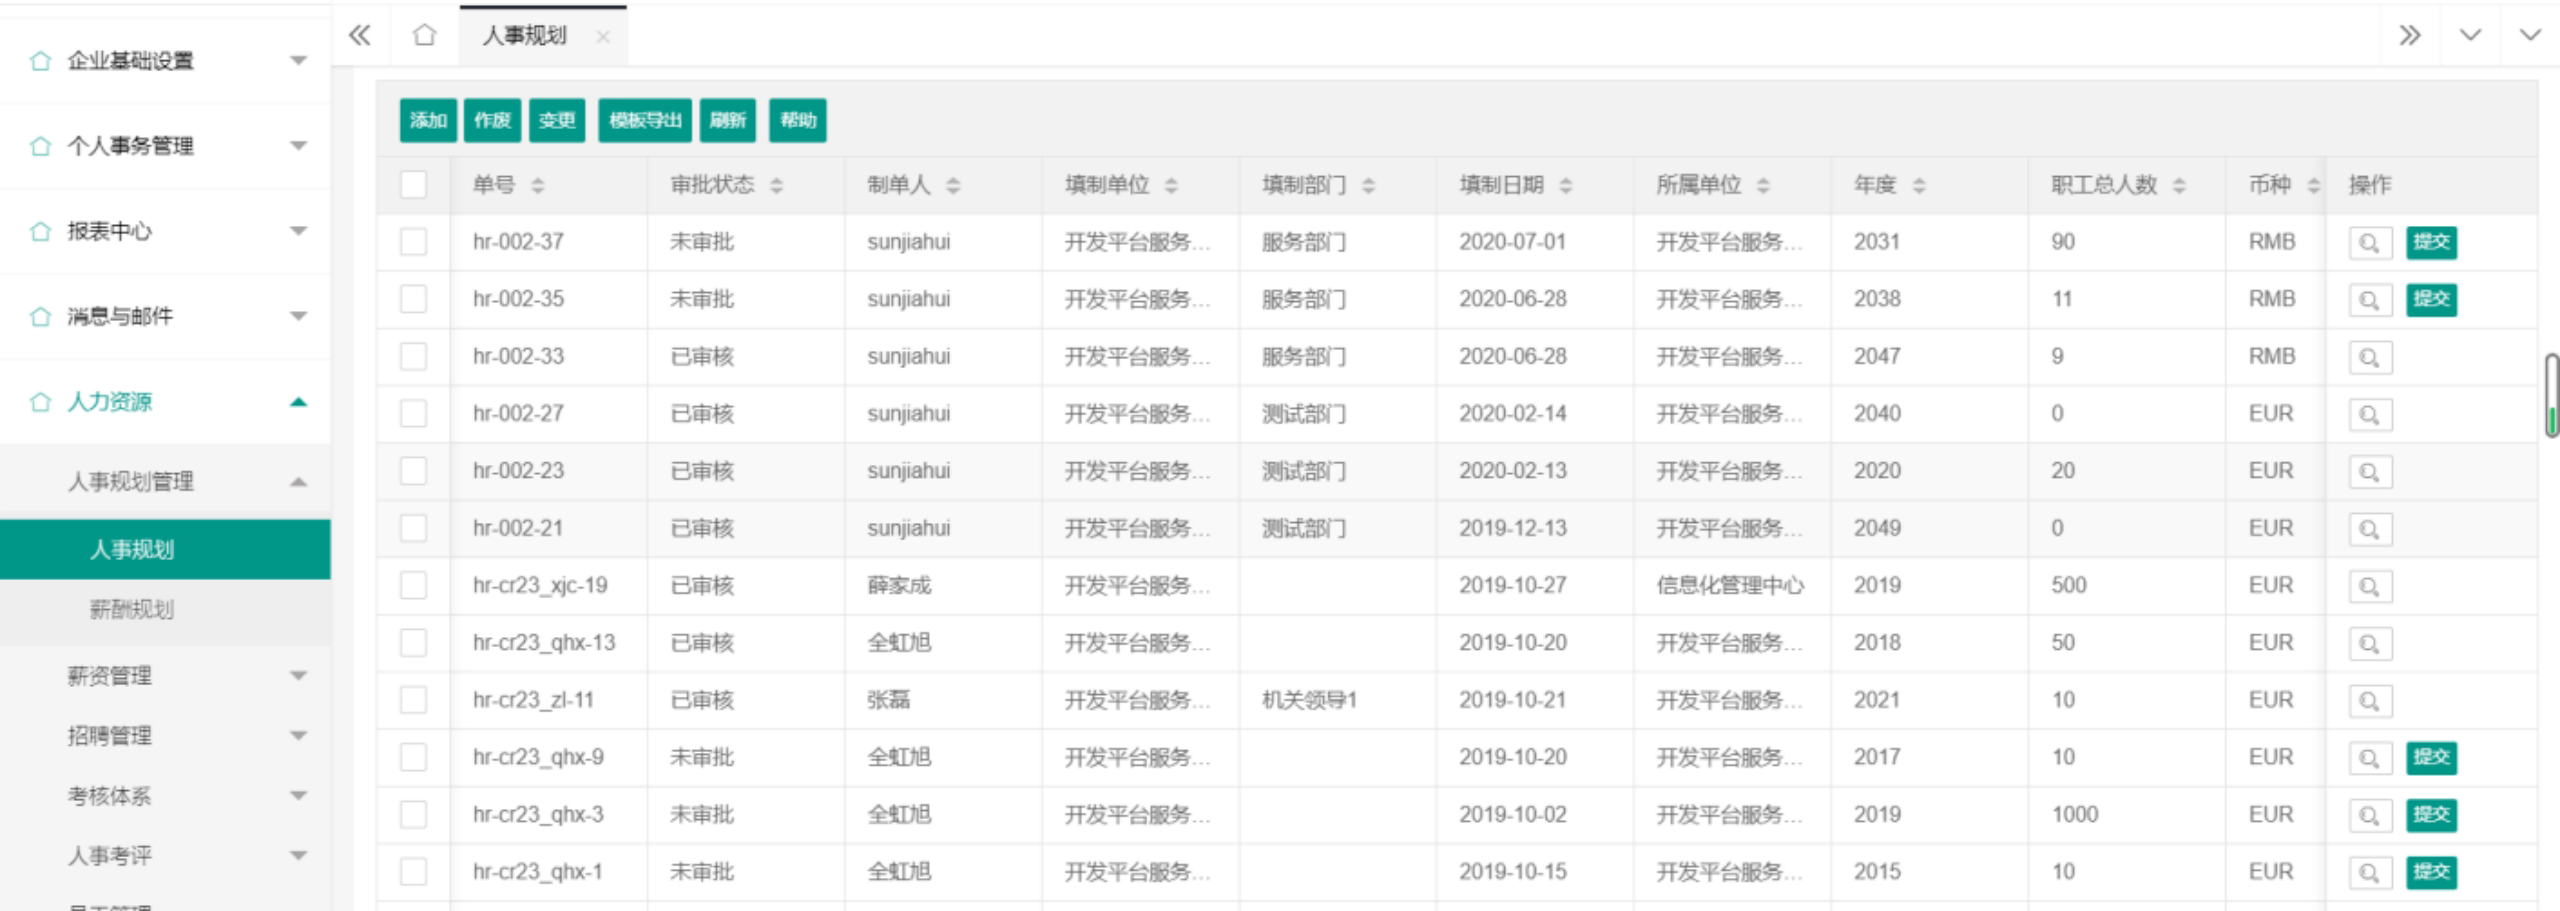 人事规划
企业基础设置
个人事务管理
报表中心
消息与邮件
人力资源
人事规划管理
人事规划
薪酬规划
薪资管理
招聘管理
考核体系
人事考评
添加 作废 变更 模板导出 刷新 帮助
单号 审批状态 制单人 填制单位 填制部门 填制日期 所属单位 年度 职工总人数 币种 操作
hr-002-37 未审批 sunjiahui 开发平台服务... 服务部门 2020-07-01 开发平台服务... 2031 90 RMB 提交
hr-002-35 未审批 sunjiahui 开发平台服务... 服务部门 2020-06-28 开发平台服务... 2038 11 RMB 提交
hr-002-33 已审核 sunjiahui 开发平台服务... 服务部门 2020-06-28 开发平台服务... 2047 9 RMB
hr-002-27 已审核 sunjiahui 开发平台服务... 测试部门 2020-02-14 开发平台服务... 2040 0 EUR
hr-002-23 已审核 sunjiahui 开发平台服务... 测试部门 2020-02-13 开发平台服务... 2020 20 EUR
hr-002-21 已审核 sunjiahui 开发平台服务... 测试部门 2019-12-13 开发平台服务... 2049 0 EUR
hr-cr23_xjc-19 已审核 薛家成 开发平台服务... 2019-10-27 信息化管理中心 2019 500 EUR
hr-cr23_qhx-13 已审核 全虹旭 开发平台服务... 2019-10-20 开发平台服务... 2018 50 EUR
hr-cr23_zl-11 已审核 张磊 开发平台服务... 机关领导1 2019-10-21 开发平台服务... 2021 10 EUR
hr-cr23_qhx-9 未审批 全虹旭 开发平台服务... 2019-10-20 开发平台服务... 2017 10 EUR 提交
hr-cr23_qhx-3 未审批 全虹旭 开发平台服务... 2019-10-02 开发平台服务... 2019 1000 EUR 提交
hr-cr23_qhx-1 未审批 全虹旭 开发平台服务... 2019-10-15 开发平台服务... 2015 10 EUR 提交